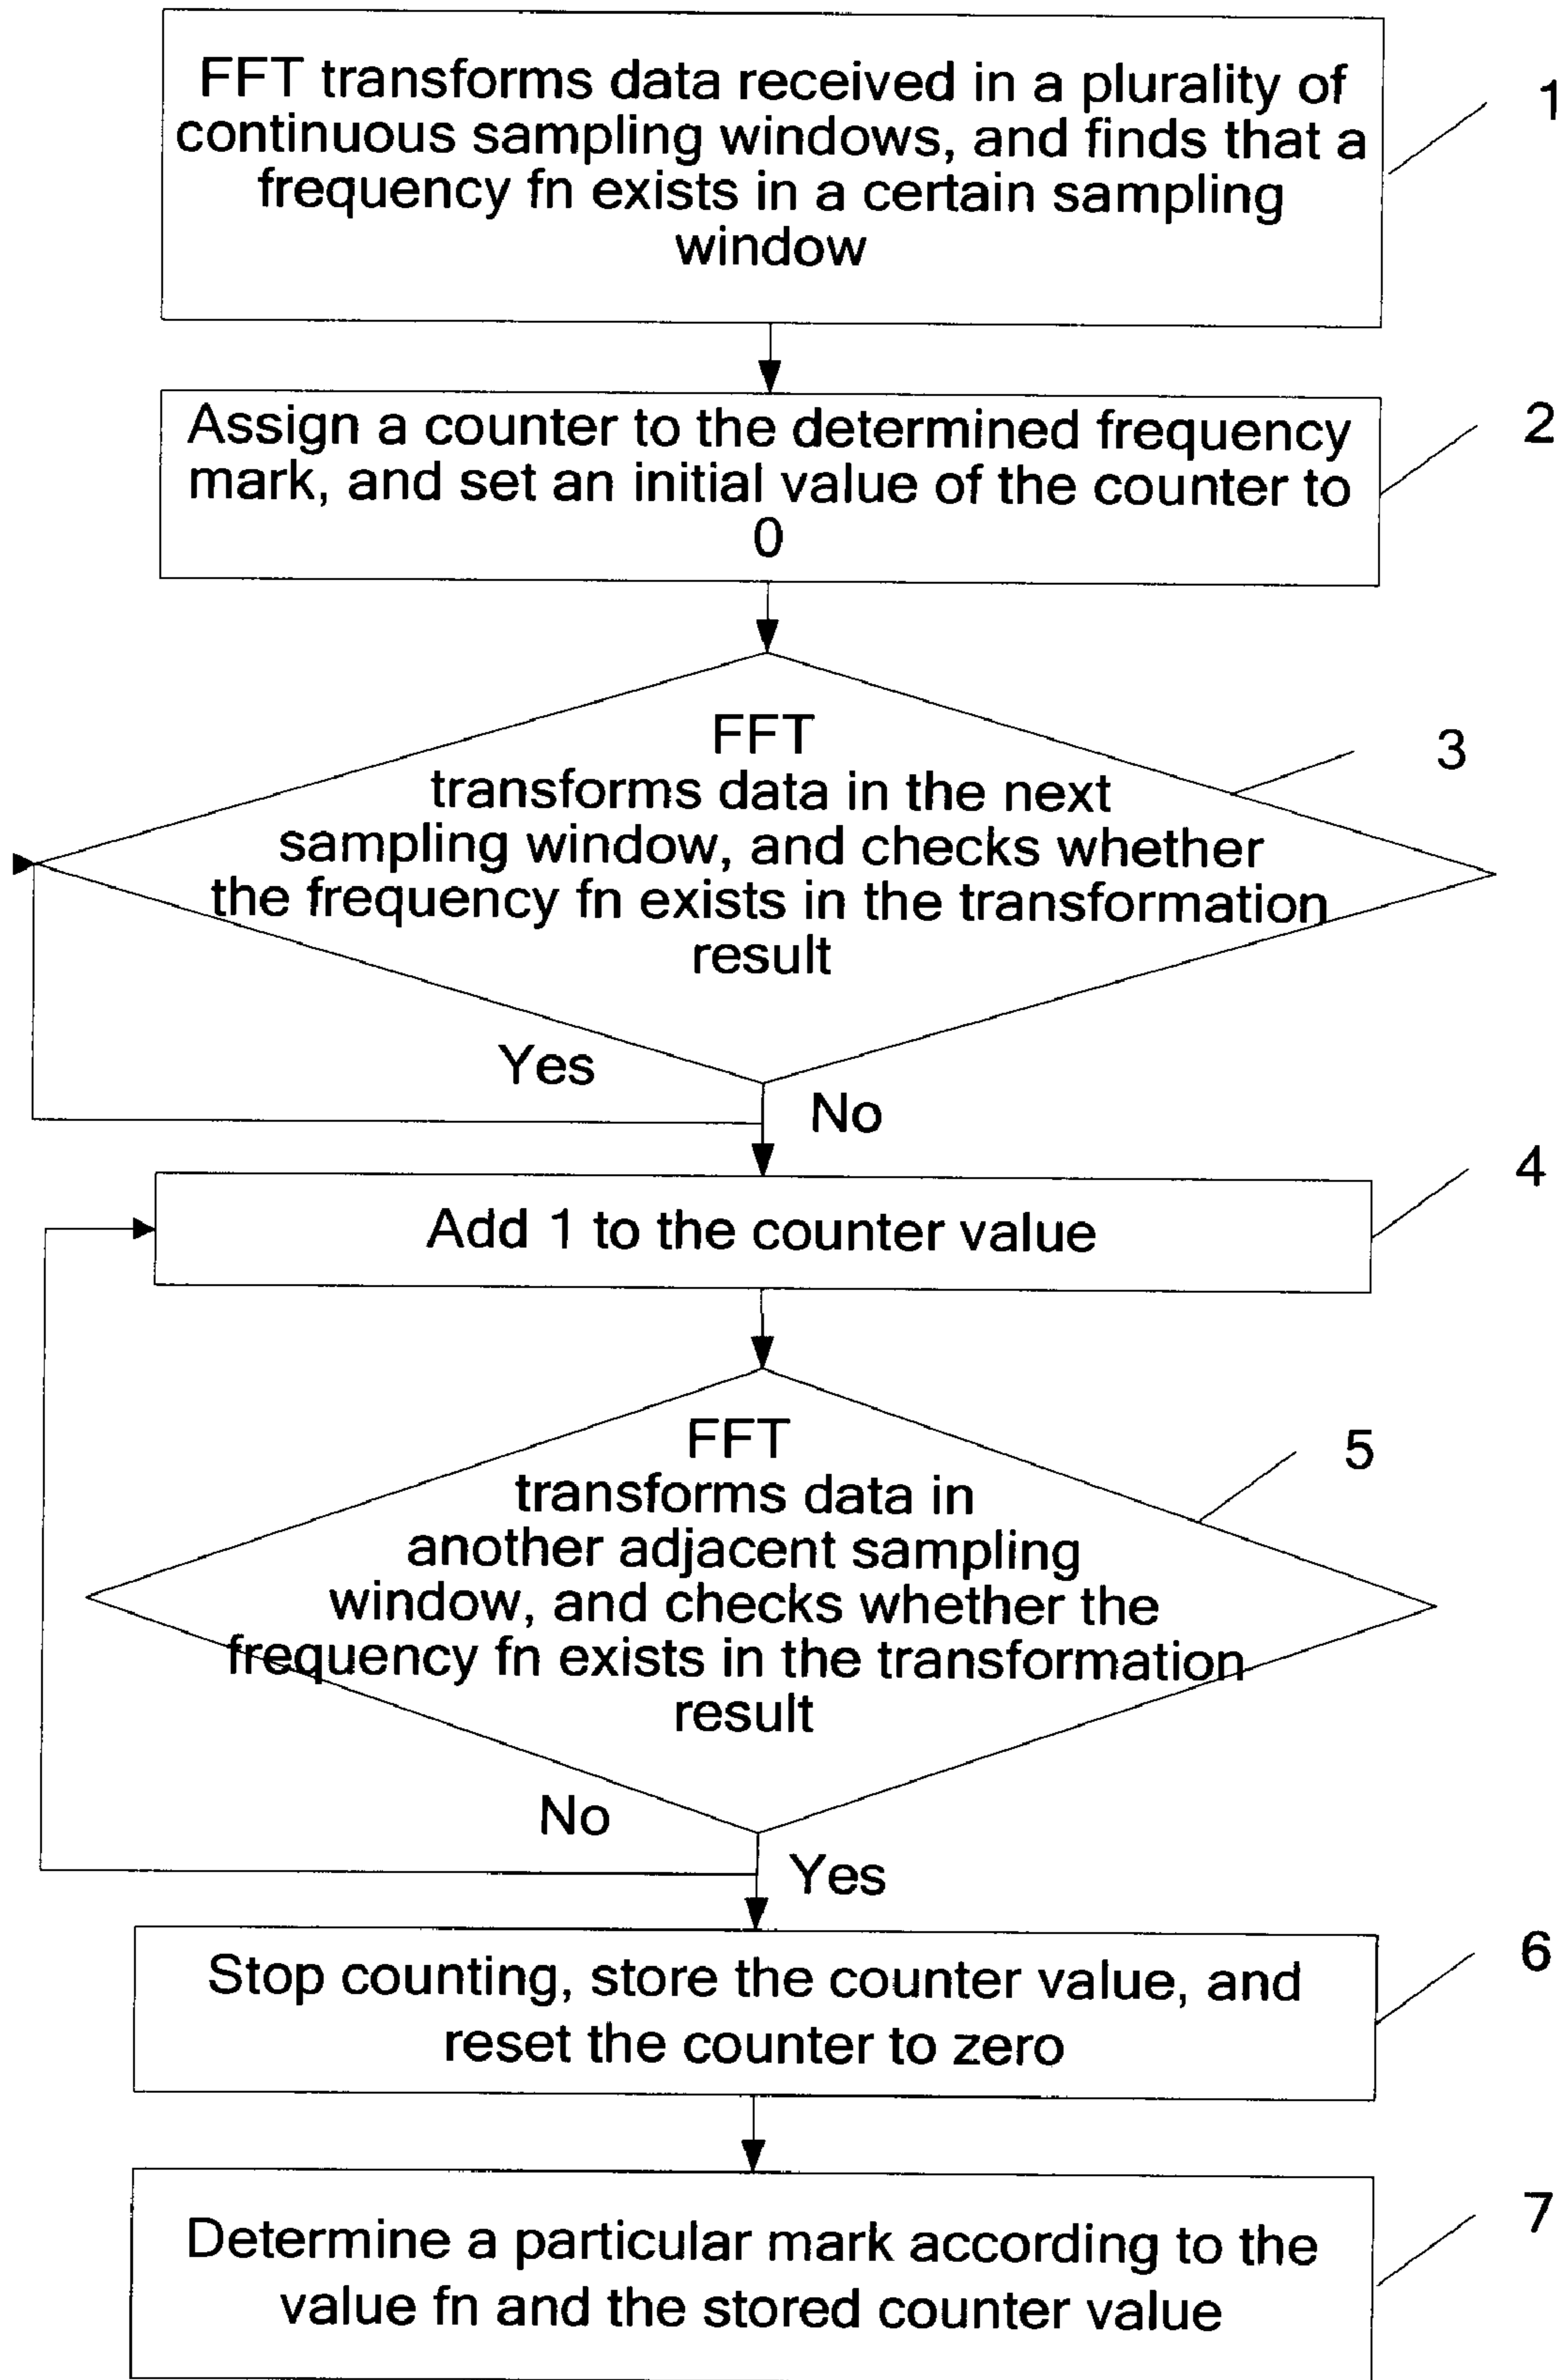 FFT transforms data received in a plurality of
continuous sampling windows, and finds that a
frequency fn exists in a certain sampling
window
1
Assign a counter to the determined frequency
mark, and set an initial value of the counter to
0
2
FFT
transforms data in the next
sampling window, and checks whether
the frequency fn exists in the transformation
result
3
Yes
No
Add 1 to the counter value
4
FFT
transforms data in
another adjacent sampling
window, and checks whether the
frequency fn exists in the transformation
result
5
No
Yes
Stop counting, store the counter value, and
reset the counter to zero
6
Determine a particular mark according to the
value fn and the stored counter value
7